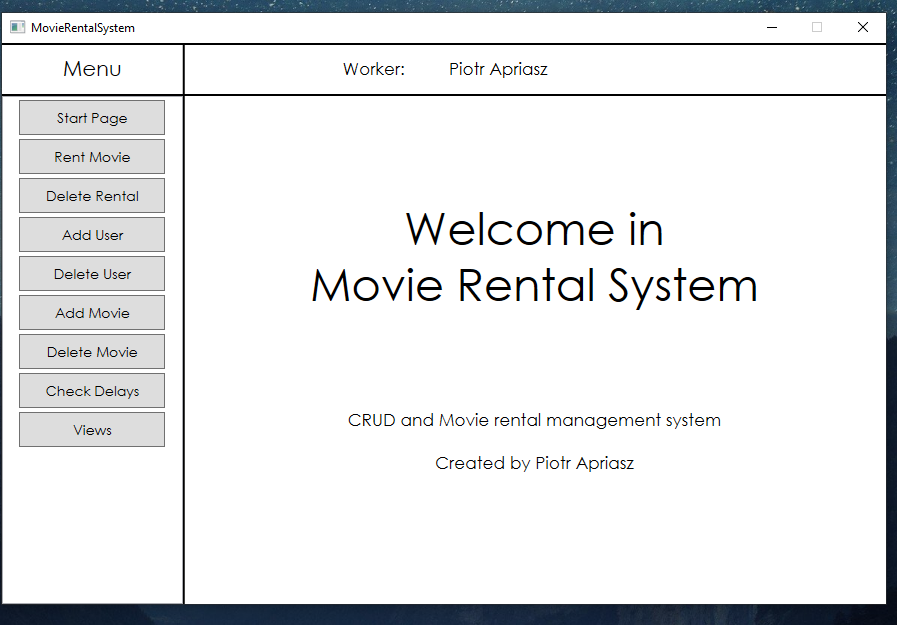 MovieRentalSystem
Menu
Worker: Piotr Apriasz
Start Page
Rent Movie
Delete Rental
Add User
Delete User
Add Movie
Delete Movie
Check Delays
Views
Welcome in
Movie Rental System
CRUD and Movie rental management system
Created by Piotr Apriasz